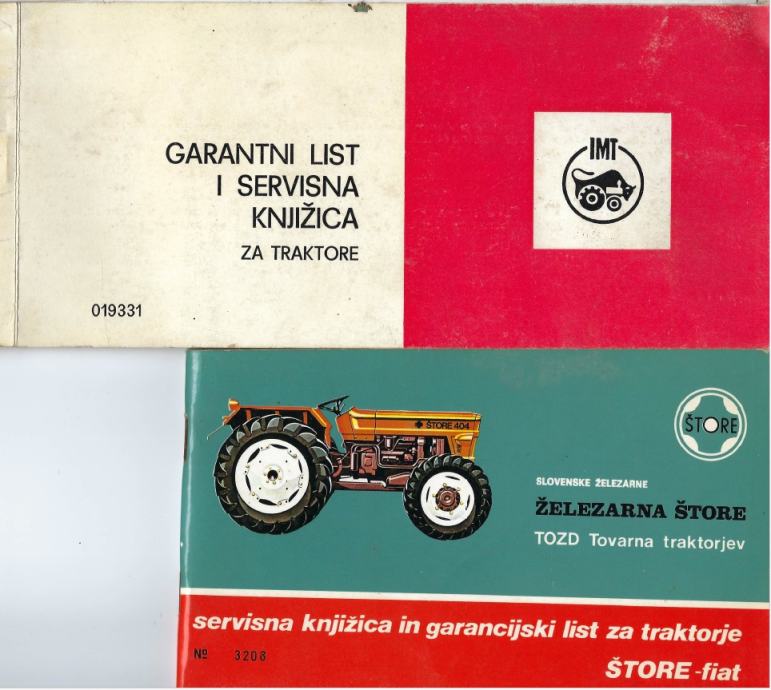 GARANTNI LIST
I SERVISNA
KNJIŽICA
ZA TRAKTORE
019331
IMT
ŠTORE 404
ŠTORE
SLOVENSKE ŽELEZARNE
ŽELEZARNA ŠTORE
TOZD Tovarna traktorjev
servisna knjižica in garancijski list za traktorje
№ 3208
ŠTORE-fiat